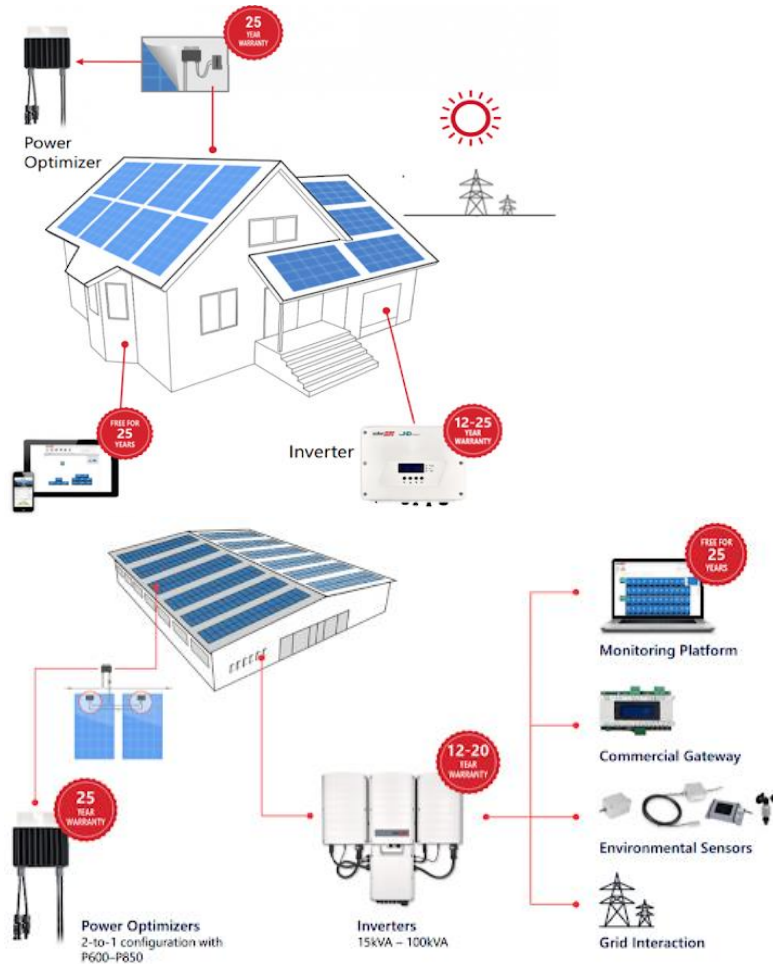 25
YEAR
WARRANTY
Power
Optimizer
FREE FOR
25
YEARS
Inverter
solar
HD
12-25
YEAR
WARRANTY
FREE FOR
25
YEARS
Monitoring Platform
Commercial Gateway
12-20
YEAR
WARRANTY
25
YEAR
WARRANTY
Environmental Sensors
Power Optimizers
2-to-1 configuration with
P600–P850
Inverters
15kVA – 100kVA
Grid Interaction